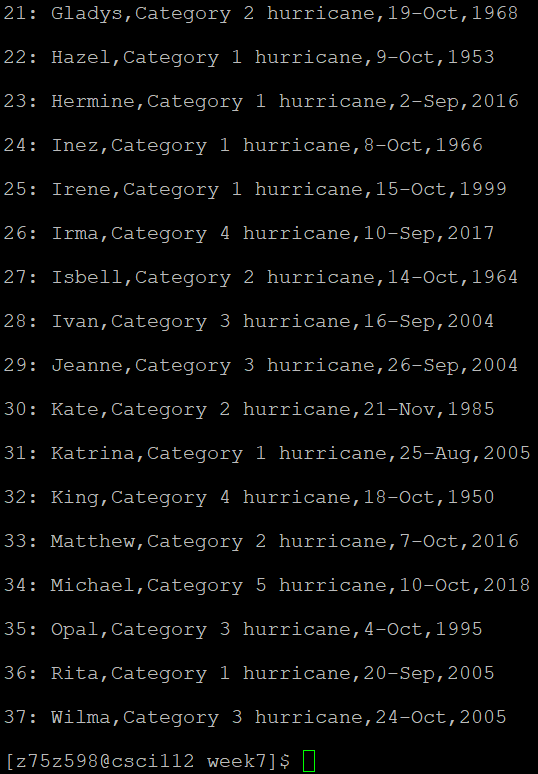 21: Gladys,Category 2 hurricane,19-Oct,1968
22: Hazel,Category 1 hurricane,9-Oct,1953
23: Hermine,Category 1 hurricane,2-Sep,2016
24: Inez,Category 1 hurricane,8-Oct,1966
25: Irene,Category 1 hurricane,15-Oct,1999
26: Irma,Category 4 hurricane,10-Sep,2017
27: Isbell,Category 2 hurricane,14-Oct,1964
28: Ivan,Category 3 hurricane,16-Sep,2004
29: Jeanne,Category 3 hurricane,26-Sep,2004
30: Kate,Category 2 hurricane,21-Nov,1985
31: Katrina,Category 1 hurricane,25-Aug,2005
32: King,Category 4 hurricane,18-Oct,1950
33: Matthew,Category 2 hurricane,7-Oct,2016
34: Michael,Category 5 hurricane,10-Oct,2018
35: Opal,Category 3 hurricane,4-Oct,1995
36: Rita,Category 1 hurricane,20-Sep,2005
37: Wilma,Category 3 hurricane,24-Oct,2005
[z75z598@csci112 week7]$